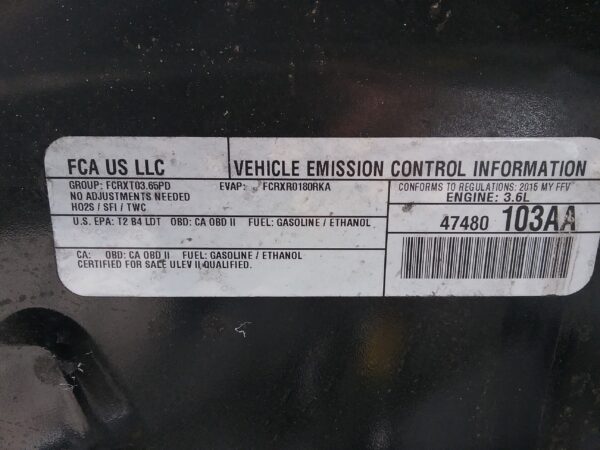 FCA US LLC
VEHICLE EMISSION CONTROL INFORMATION
GROUP: FCRXT03.65PD EVAP: FCRXR0180RKA
NO ADJUSTMENTS NEEDED
HO2S / SFI / TWC
CONFORMS TO REGULATIONS: 2015 MY FFV
ENGINE: 3.6L
U.S. EPA: T2 B4 LDT OBD: CA OBD II FUEL: GASOLINE / ETHANOL
47480 103AA
CA: OBD: CA OBD II FUEL: GASOLINE / ETHANOL
CERTIFIED FOR SALE ULEV II QUALIFIED.